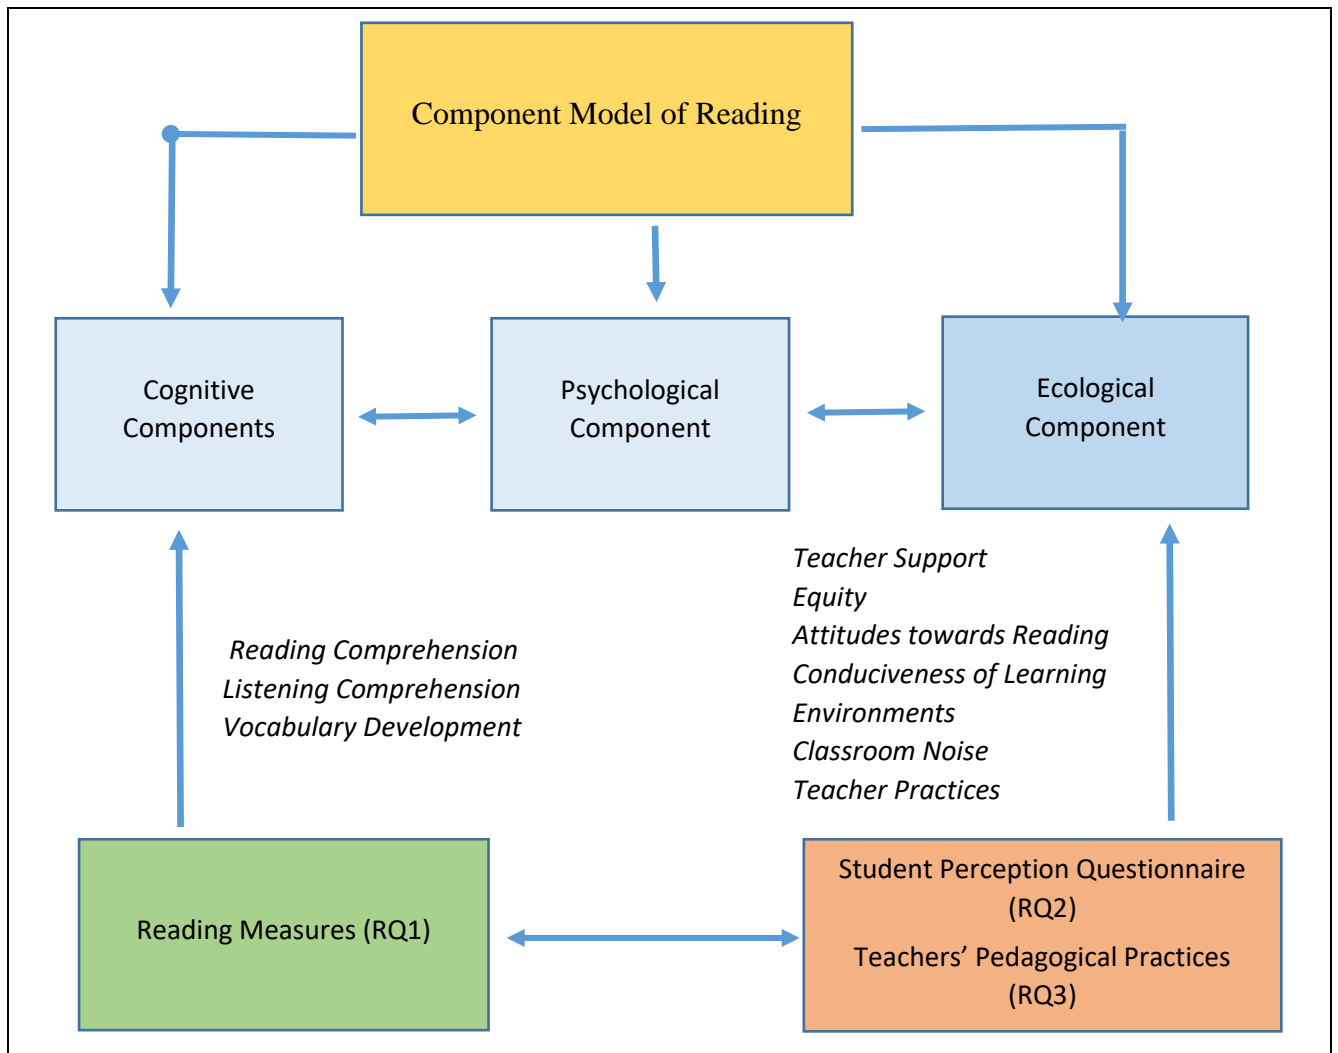 Component Model of Reading
Cognitive
Components
Psychological
Component
Ecological
Component
Reading Comprehension
Listening Comprehension
Vocabulary Development
Teacher Support
Equity
Attitudes towards Reading
Conduciveness of Learning
Environments
Classroom Noise
Teacher Practices
Reading Measures (RQ1)
Student Perception Questionnaire
(RQ2)
Teachers’ Pedagogical Practices
(RQ3)